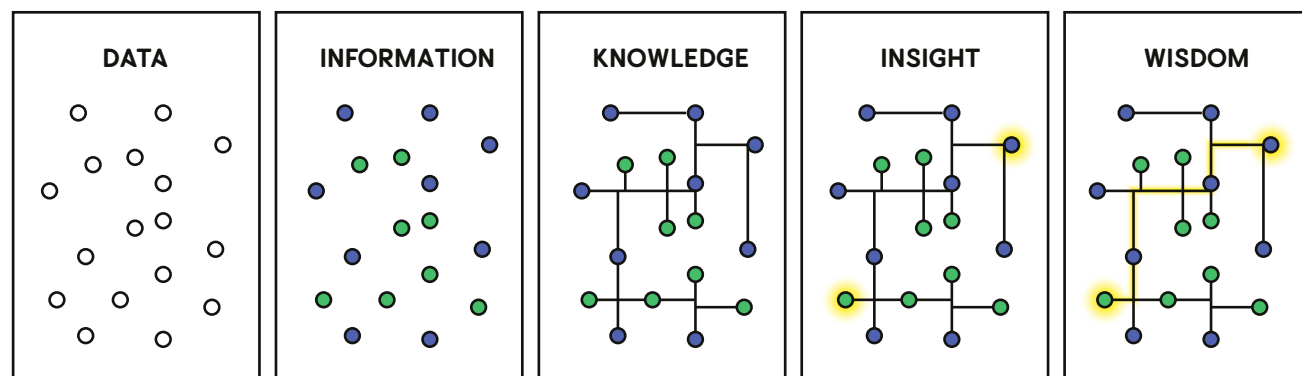 DATA
INFORMATION
KNOWLEDGE
INSIGHT
WISDOM